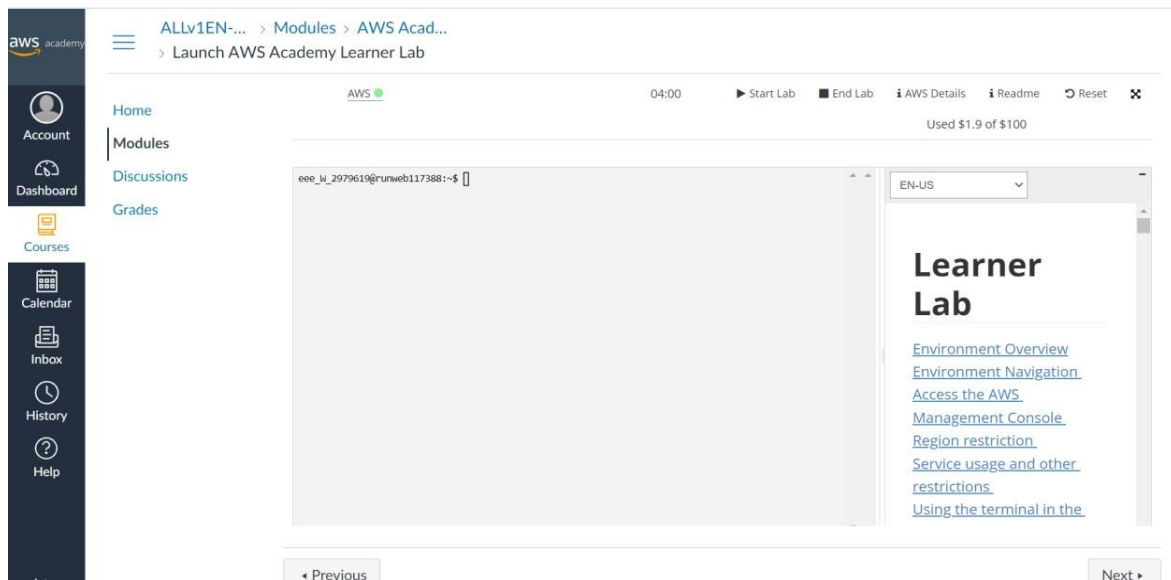 aws academy
Account
Dashboard
Courses
Calendar
Inbox
History
Help
ALLv1EN-... > Modules > AWS Acad...
> Launch AWS Academy Learner Lab
Home
Modules
Discussions
Grades
AWS
04:00
Start Lab
End Lab
i AWS Details
i Readme
Reset
Used $1.9 of $100
eee_W_2979619@runweb117388:~$
EN-US
Learner
Lab
Environment Overview
Environment Navigation
Access the AWS
Management Console
Region restriction
Service usage and other
restrictions
Using the terminal in the
Previous
Next